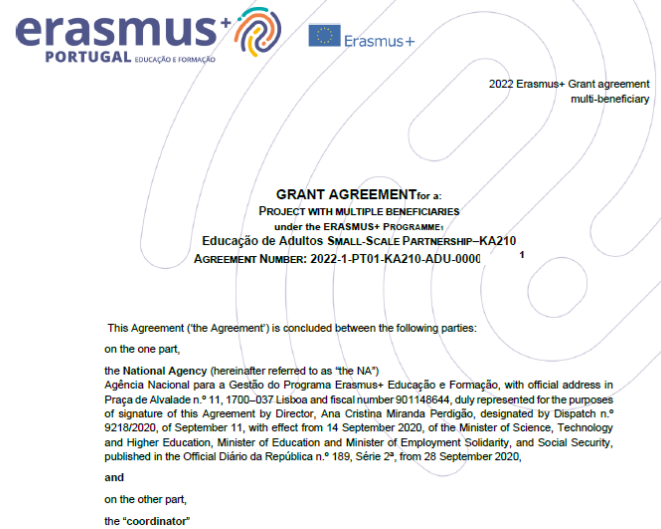 erasmus+
PORTUGAL EDUCAÇÃO E FORMAÇÃO
Erasmus+
2022 Erasmus+ Grant agreement
multi-beneficiary
GRANT AGREEMENT for a:
PROJECT WITH MULTIPLE BENEFICIARIES
under the ERASMUS+ PROGRAMME1
Educação de Adultos SMALL-SCALE PARTNERSHIP–KA210
AGREEMENT NUMBER: 2022-1-PT01-KA210-ADU-0000 1
This Agreement ('the Agreement') is concluded between the following parties:
on the one part,
the National Agency (hereinafter referred to as "the NA")
Agência Nacional para a Gestão do Programa Erasmus+ Educação e Formação, with official address in
Praça de Alvalade n.º 11, 1700–037 Lisboa and fiscal number 901148644, duly represented for the purposes
of signature of this Agreement by Director, Ana Cristina Miranda Perdigão, designated by Dispatch n.º
9218/2020, of September 11, with effect from 14 September 2020, of the Minister of Science, Technology
and Higher Education, Minister of Education and Minister of Employment Solidarity, and Social Security,
published in the Official Diário da República n.º 189, Série 2ª, from 28 September 2020,
and
on the other part,
the "coordinator"